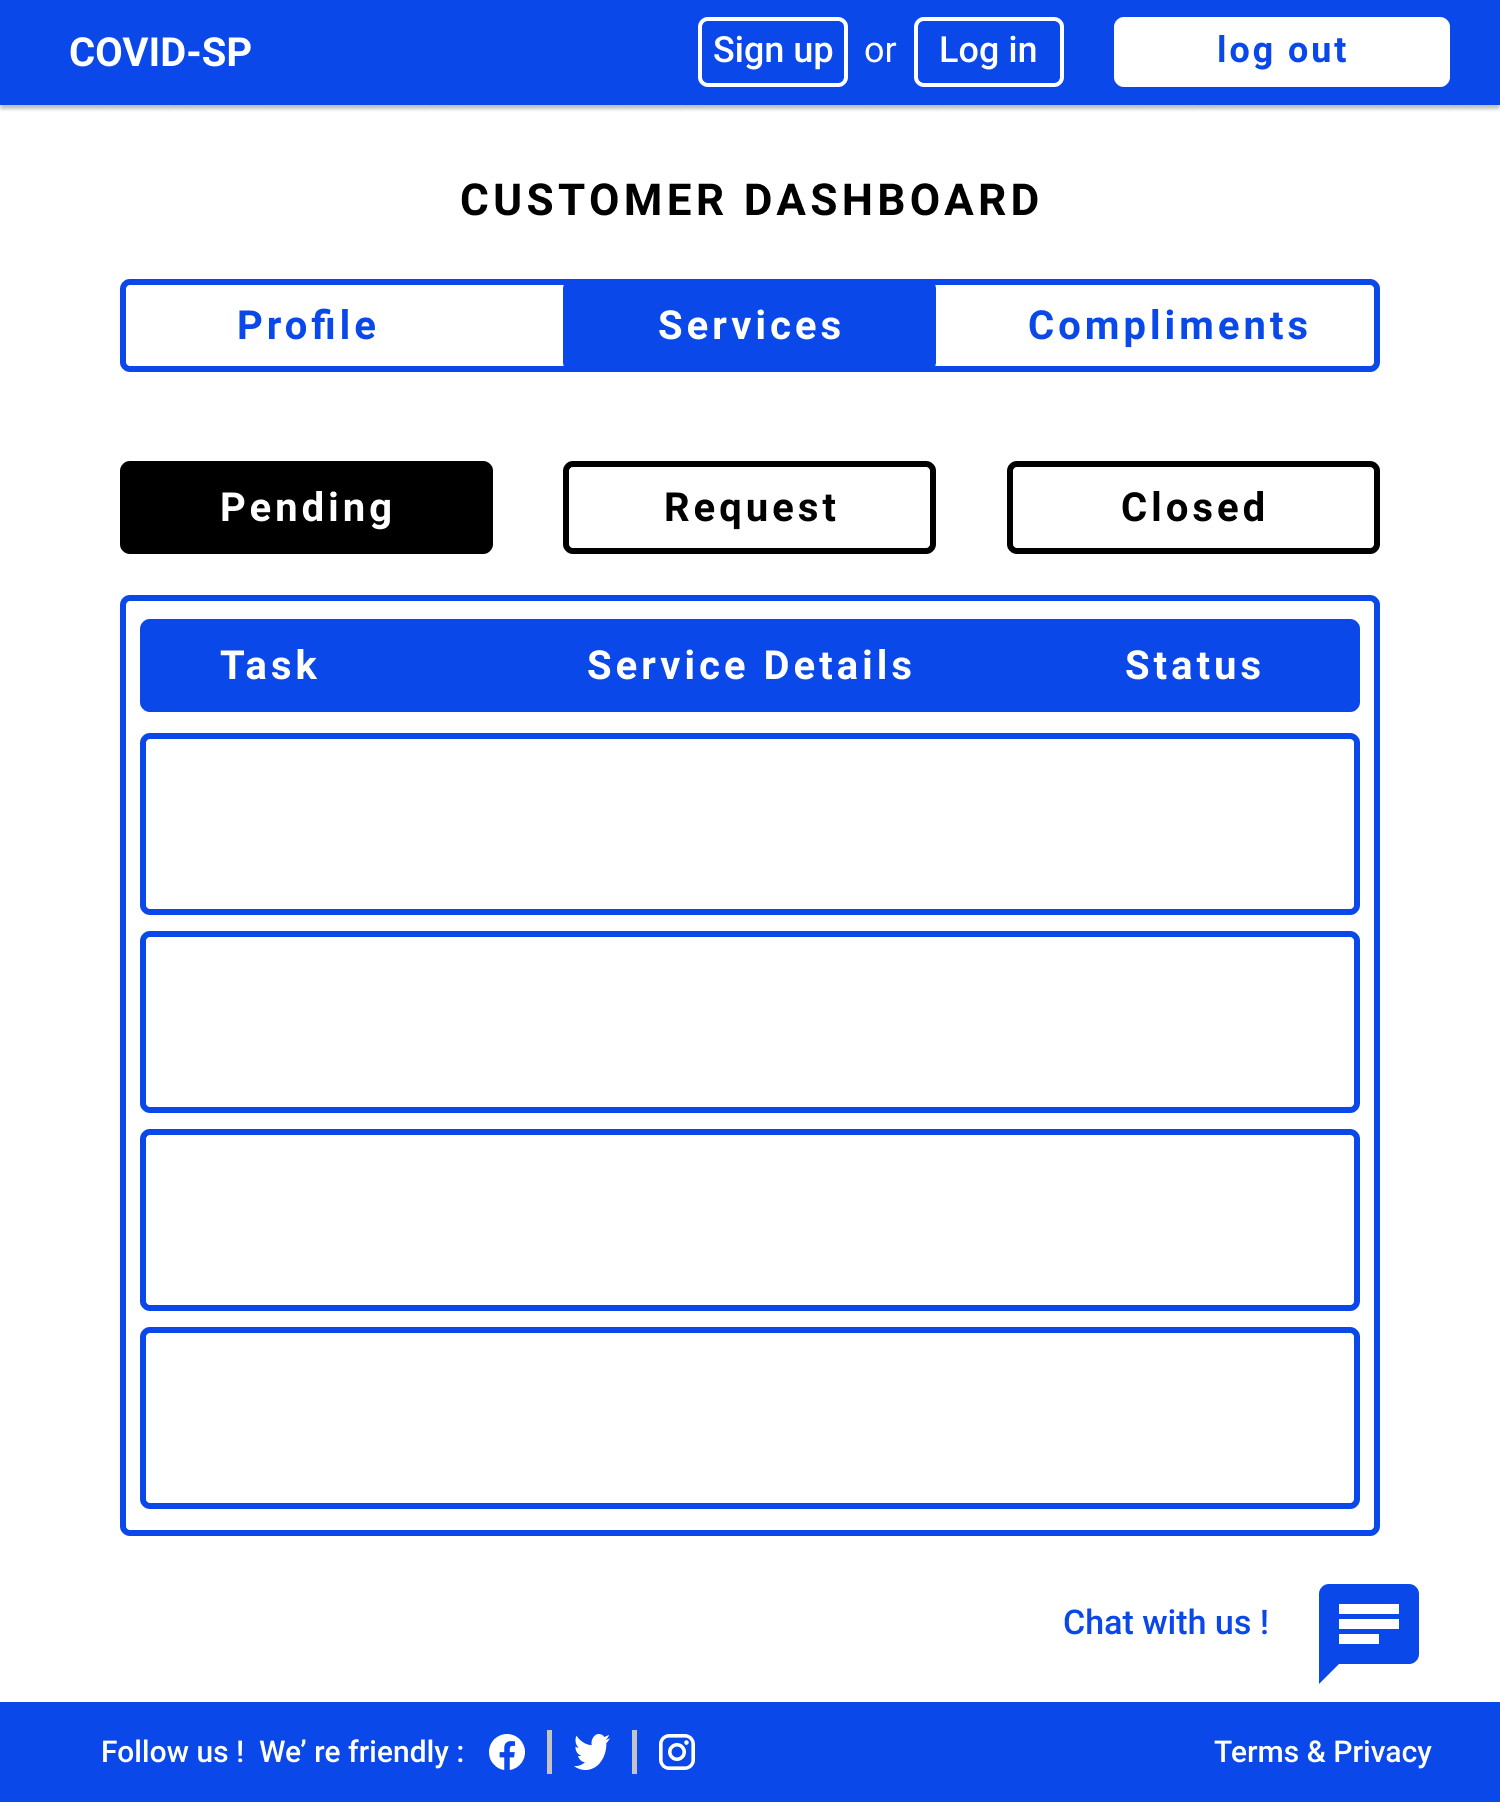 COVID-SP
Sign up or Log in
log out
CUSTOMER DASHBOARD
Profile Services Compliments
Pending Request Closed
Task Service Details Status
Chat with us !
Follow us ! We’ re friendly :
Terms & Privacy